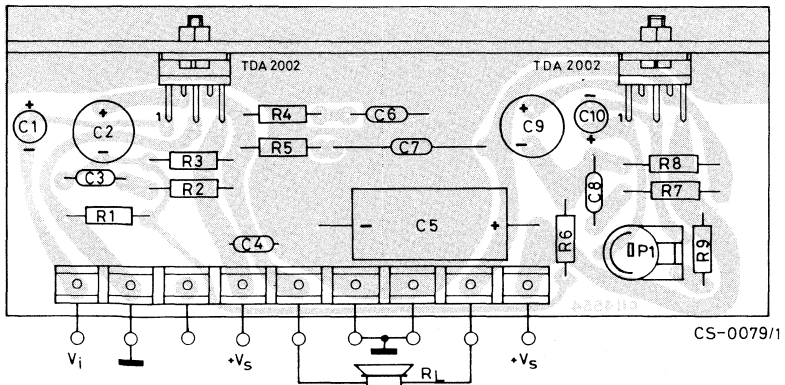 TDA 2002 TDA 2002
1 1
+ C1 −
+ C2 −
C3
R4
R5
R3
R2
R1
C6
C7
C4
− C5 +
+ C9 −
− C10 +
C8
R6
R8
R7
P1
R9
CS-0079/1
Vi +Vs RL +Vs